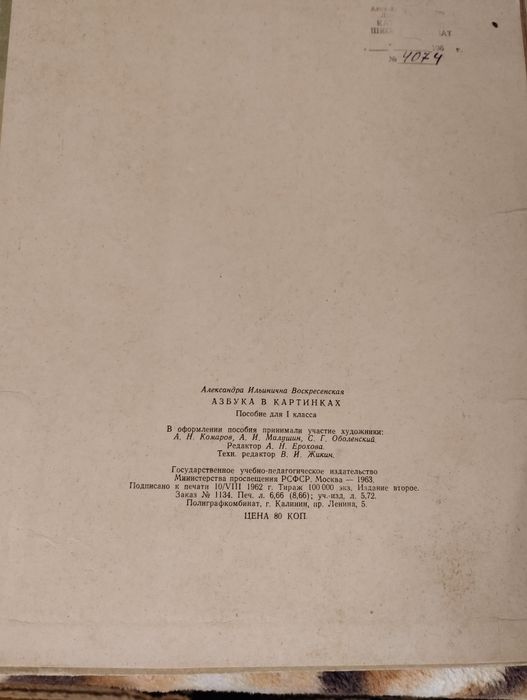 № 4074
Александра Ильинична Воскресенская
АЗБУКА В КАРТИНКАХ
Пособие для I класса
В оформлении пособия принимали участие художники:
А. Н. Комаров, А. И. Малушин, С. Г. Оболенский.
Редактор А. Н. Ерохова.
Техн. редактор В. И. Жикин.
Государственное учебно-педагогическое издательство
Министерства просвещения РСФСР. Москва — 1963.
Подписано к печати 10/VIII 1962 г. Тираж 100 000 экз. Издание второе.
Заказ № 1134. Печ. л. 6,66 (8,66); уч.-изд. л. 5,72.
Полиграфкомбинат, г. Калинин, пр. Ленина, 5.
ЦЕНА 80 КОП.